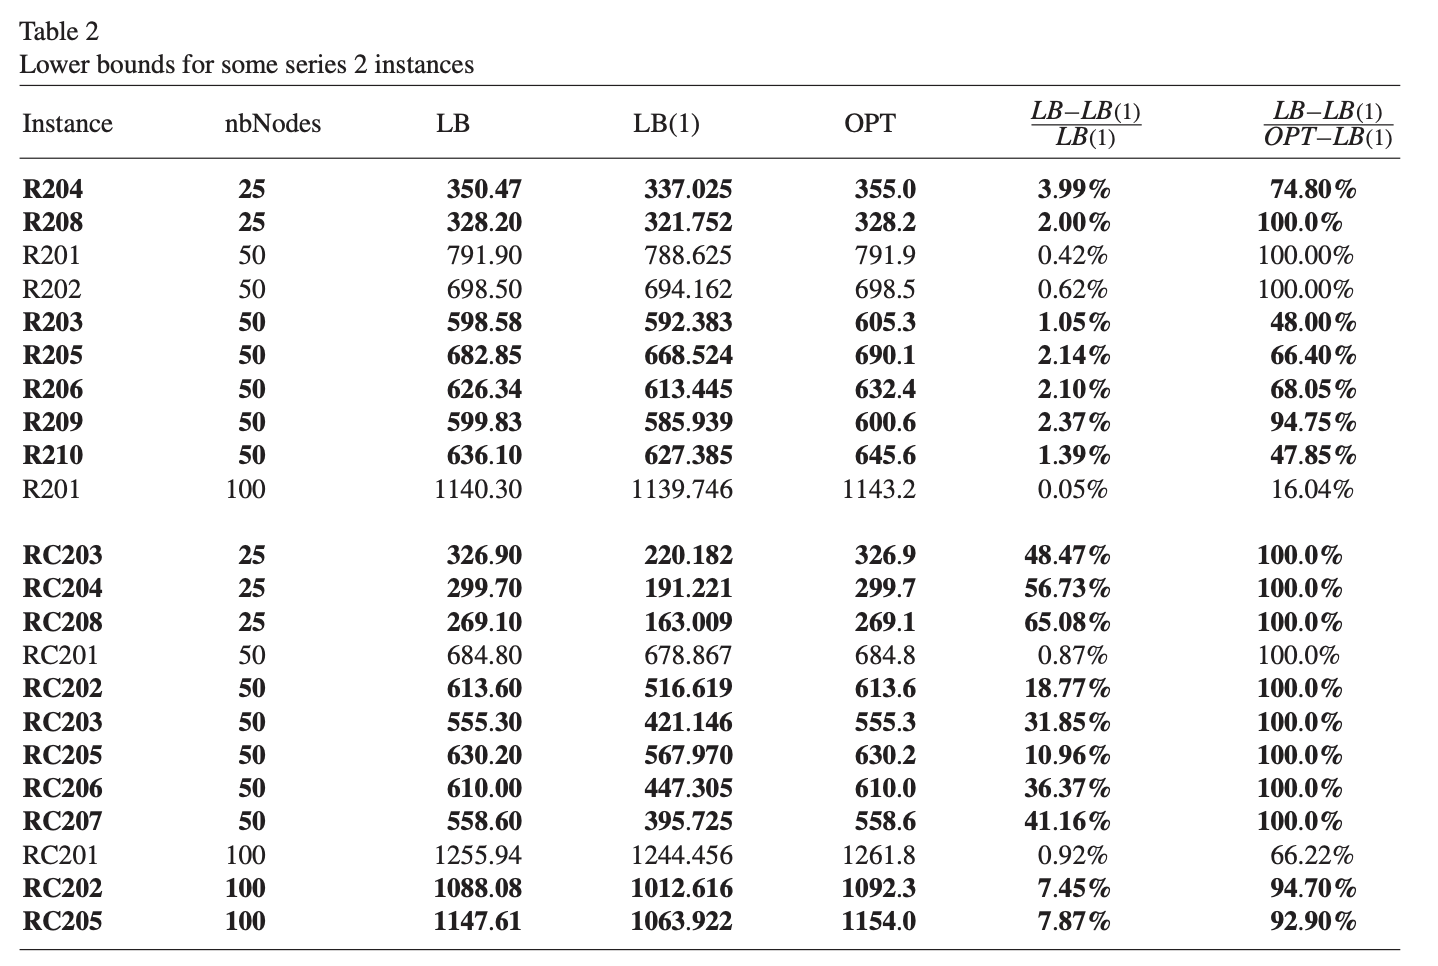 Table 2
Lower bounds for some series 2 instances
Instance nbNodes LB LB(1) OPT LB−LB(1)/LB(1) LB−LB(1)/OPT−LB(1)
R204 25 350.47 337.025 355.0 3.99% 74.80%
R208 25 328.20 321.752 328.2 2.00% 100.0%
R201 50 791.90 788.625 791.9 0.42% 100.00%
R202 50 698.50 694.162 698.5 0.62% 100.00%
R203 50 598.58 592.383 605.3 1.05% 48.00%
R205 50 682.85 668.524 690.1 2.14% 66.40%
R206 50 626.34 613.445 632.4 2.10% 68.05%
R209 50 599.83 585.939 600.6 2.37% 94.75%
R210 50 636.10 627.385 645.6 1.39% 47.85%
R201 100 1140.30 1139.746 1143.2 0.05% 16.04%
RC203 25 326.90 220.182 326.9 48.47% 100.0%
RC204 25 299.70 191.221 299.7 56.73% 100.0%
RC208 25 269.10 163.009 269.1 65.08% 100.0%
RC201 50 684.80 678.867 684.8 0.87% 100.0%
RC202 50 613.60 516.619 613.6 18.77% 100.0%
RC203 50 555.30 421.146 555.3 31.85% 100.0%
RC205 50 630.20 567.970 630.2 10.96% 100.0%
RC206 50 610.00 447.305 610.0 36.37% 100.0%
RC207 50 558.60 395.725 558.6 41.16% 100.0%
RC201 100 1255.94 1244.456 1261.8 0.92% 66.22%
RC202 100 1088.08 1012.616 1092.3 7.45% 94.70%
RC205 100 1147.61 1063.922 1154.0 7.87% 92.90%